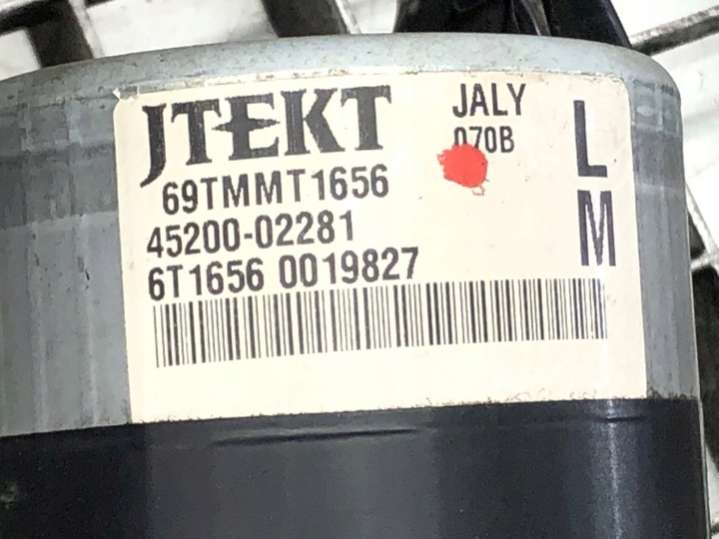 JTEKT
JALY
070B
69TMMT1656
45200-02281
6T1656 0019827
L
M